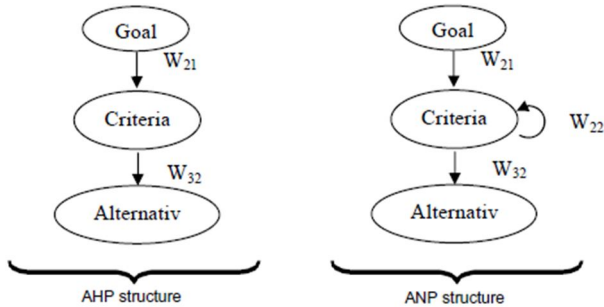 Goal
W21
Criteria
W32
Alternativ
AHP structure
Goal
W21
Criteria
W22
W32
Alternativ
ANP structure